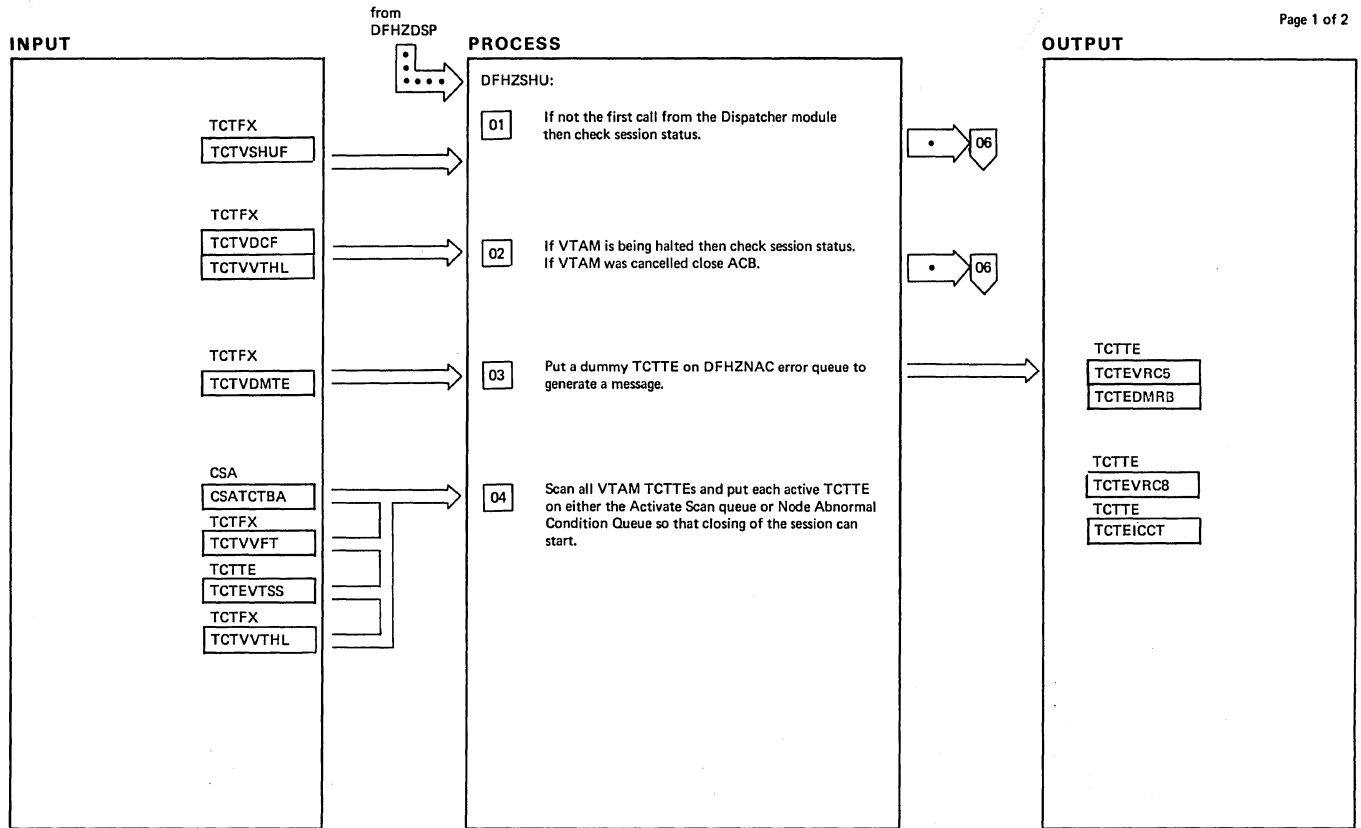 Page 1 of 2
from
DFHZDSP
INPUT
PROCESS
OUTPUT
DFHZSHU:
TCTFX
TCTVSHUF
01
If not the first call from the Dispatcher module
then check session status.
06
TCTFX
TCTVDCF
TCTVVTHL
02
If VTAM is being halted then check session status.
If VTAM was cancelled close ACB.
06
TCTFX
TCTVDMTE
03
Put a dummy TCTTE on DFHZNAC error queue to
generate a message.
TCTTE
TCTEVRC5
TCTEDMRB
CSA
CSATCTBA
TCTFX
TCTVVFT
TCTTE
TCTEVTSS
TCTFX
TCTVVTHL
04
Scan all VTAM TCTTEs and put each active TCTTE
on either the Activate Scan queue or Node Abnormal
Condition Queue so that closing of the session can
start.
TCTTE
TCTEVRC8
TCTTE
TCTEICCT